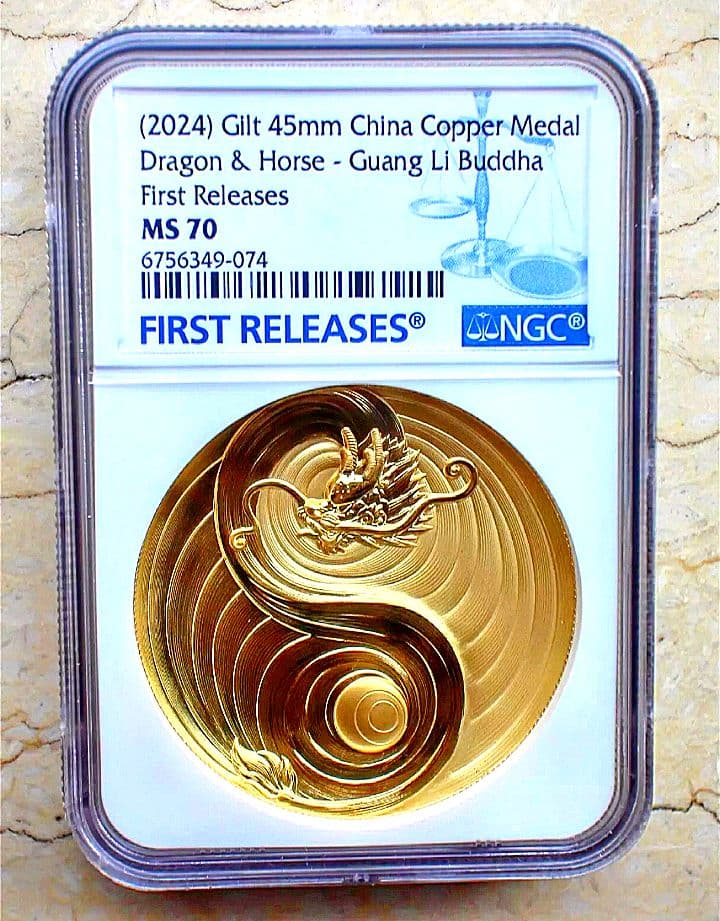 (2024) Gilt 45mm China Copper Medal
Dragon & Horse - Guang Li Buddha
First Releases
MS 70
6756349-074
FIRST RELEASES® NGC®